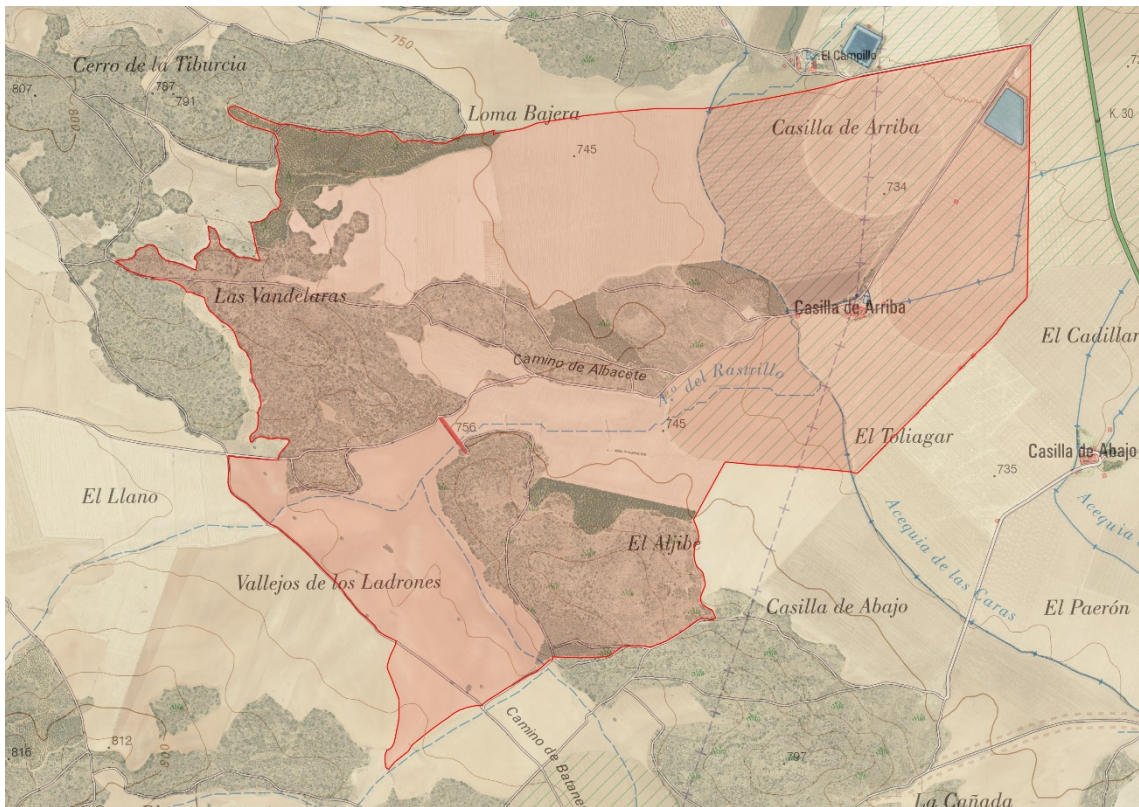 750
El Campillo
Cerro de la Tiburcia
787
791
807
800
Loma Bajera
Casilla de Arriba
K. 30
745
734
Las Vandelaras
Casilla de Arriba
El Cadillar
Camino de Albacete
A.º del Rastrillo
756
745
El Toliagar
735
Casilla de Abajo
El Llano
El Aljibe
Acequia de las Caras
Acequia
Vallejos de los Ladrones
Casilla de Abajo
El Paerón
Camino de Batane
816
812
800
797
La Cañada